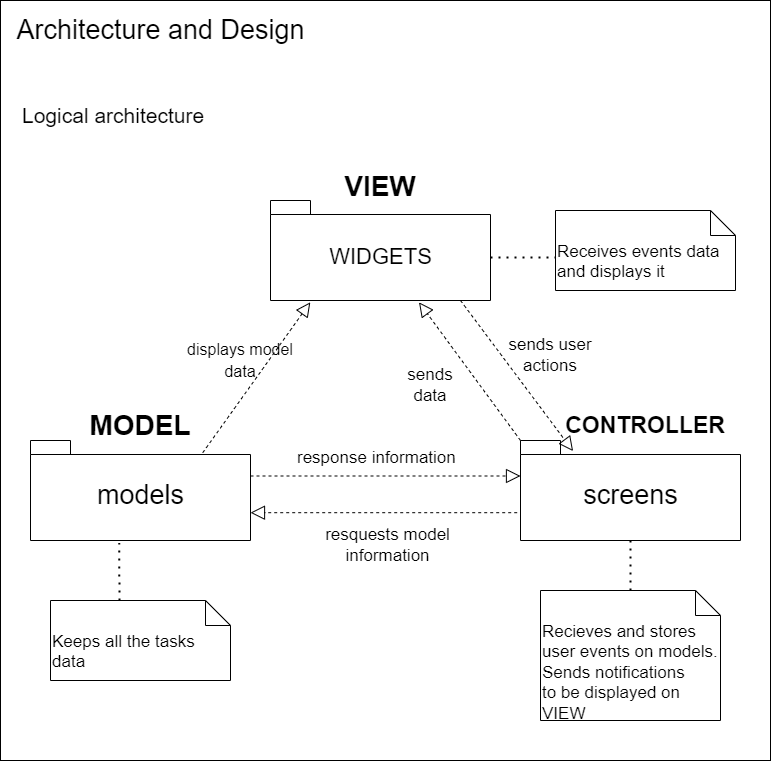 Architecture and Design
Logical architecture
VIEW
WIDGETS
Receives events data
and displays it
displays model
data
sends
data
sends user
actions
MODEL
models
CONTROLLER
screens
response information
resquests model
information
Keeps all the tasks
data
Recieves and stores
user events on models.
Sends notifications
to be displayed on
VIEW